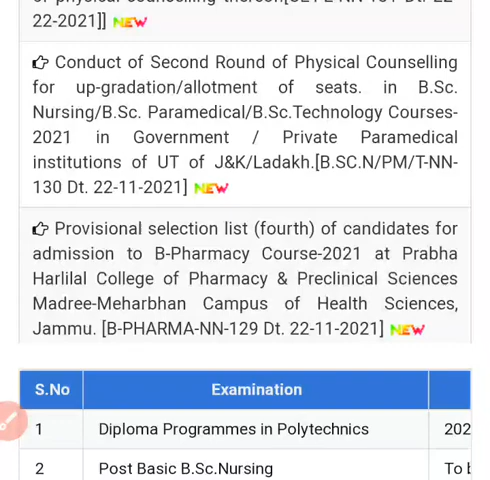 22-2021]] NEW
Conduct of Second Round of Physical Counselling
for up-gradation/allotment of seats. in B.Sc.
Nursing/B.Sc. Paramedical/B.Sc.Technology Courses-
2021 in Government / Private Paramedical
institutions of UT of J&K/Ladakh.[B.SC.N/PM/T-NN-
130 Dt. 22-11-2021] NEW
Provisional selection list (fourth) of candidates for
admission to B-Pharmacy Course-2021 at Prabha
Harlilal College of Pharmacy & Preclinical Sciences
Madree-Meharbhan Campus of Health Sciences,
Jammu. [B-PHARMA-NN-129 Dt. 22-11-2021] NEW
S.No Examination
1 Diploma Programmes in Polytechnics 202
2 Post Basic B.Sc.Nursing To